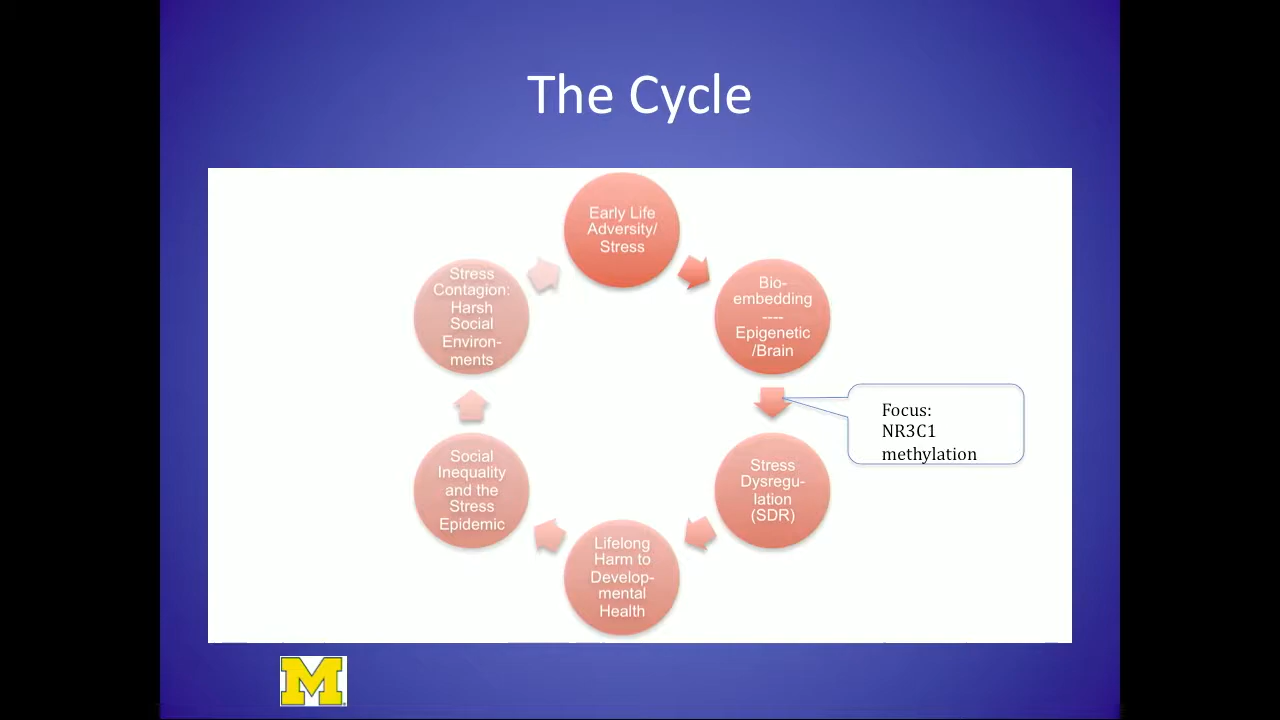 The Cycle
Early Life
Adversity/
Stress
Bio-
embedding
----
Epigenetic
/Brain
Focus:
NR3C1
methylation
Stress
Dysregu-
lation
(SDR)
Lifelong
Harm to
Develop-
mental
Health
Social
Inequality
and the
Stress
Epidemic
Stress
Contagion:
Harsh
Social
Environ-
ments
M